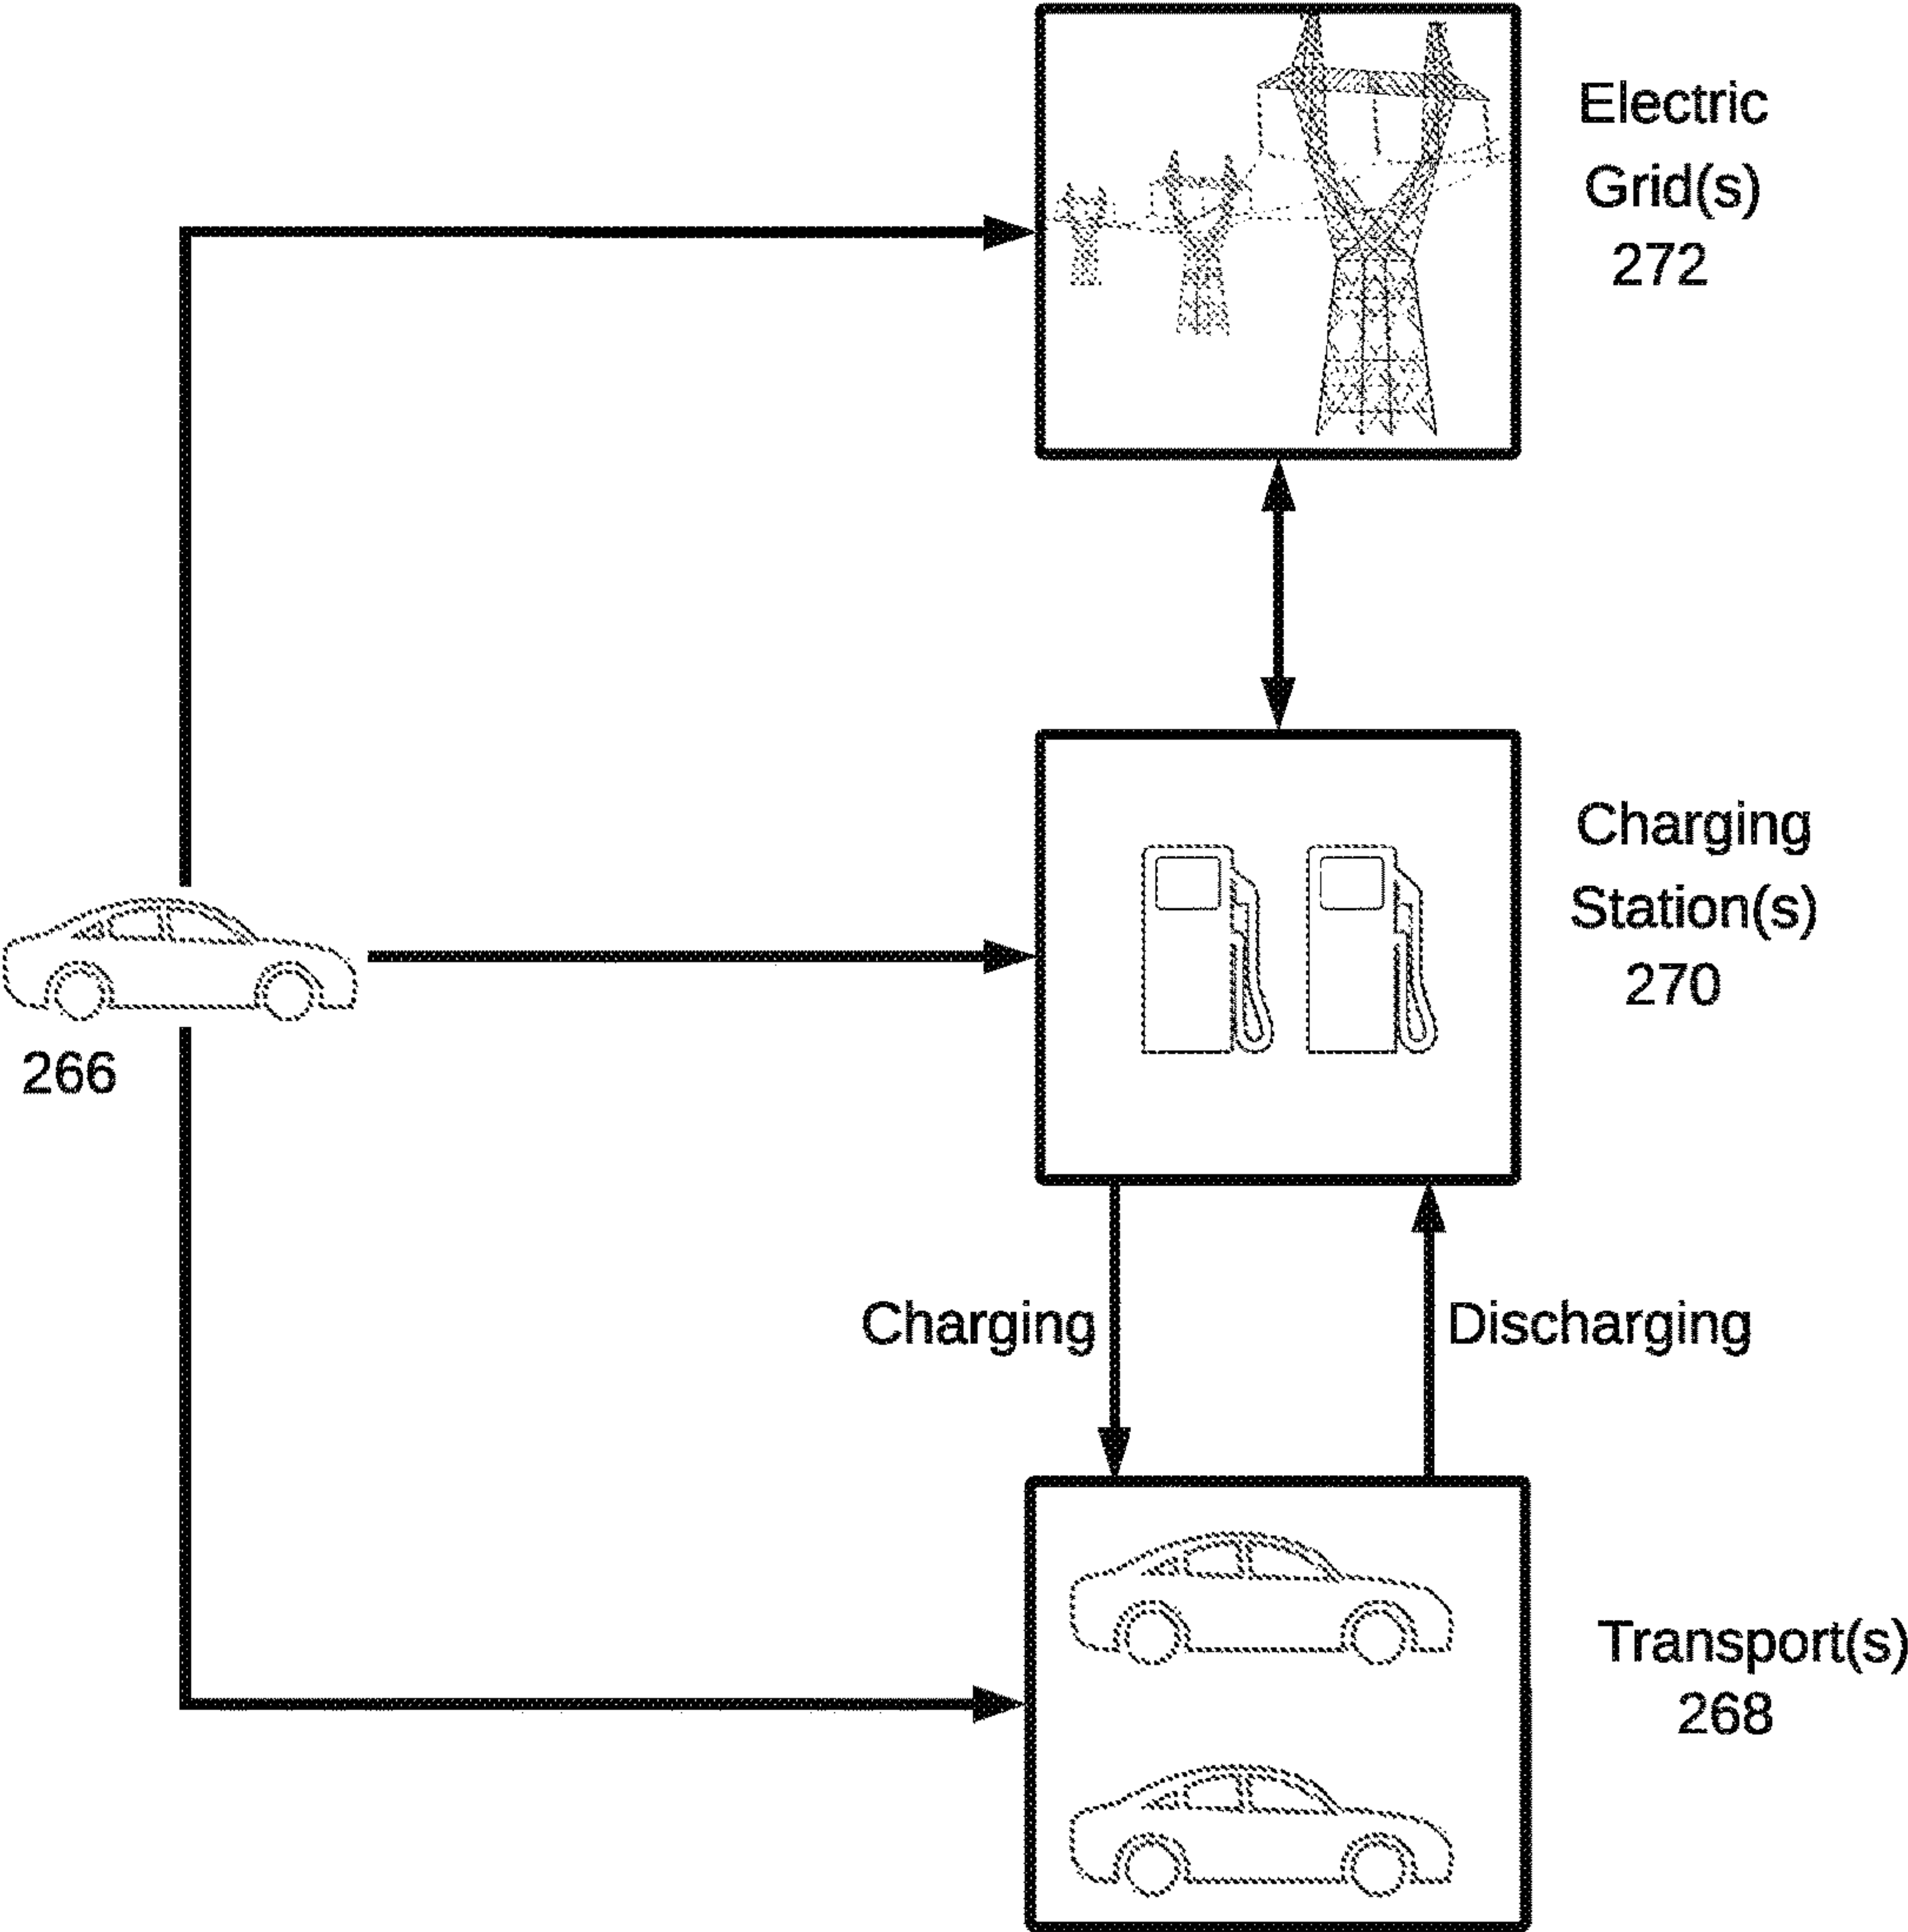 Electric
Grid(s)
272
Charging
Station(s)
270
266
Charging
Discharging
Transport(s)
268